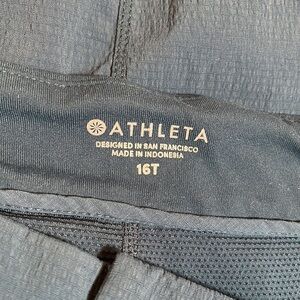 ATHLETA
DESIGNED IN SAN FRANCISCO
MADE IN INDONESIA
16T